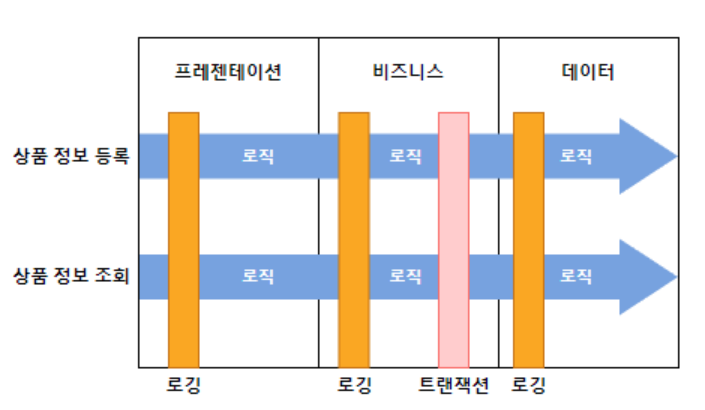 프레젠테이션 비즈니스 데이터
상품 정보 등록 로직 로직 로직
상품 정보 조회 로직 로직 로직
로깅 로깅 트랜잭션 로깅